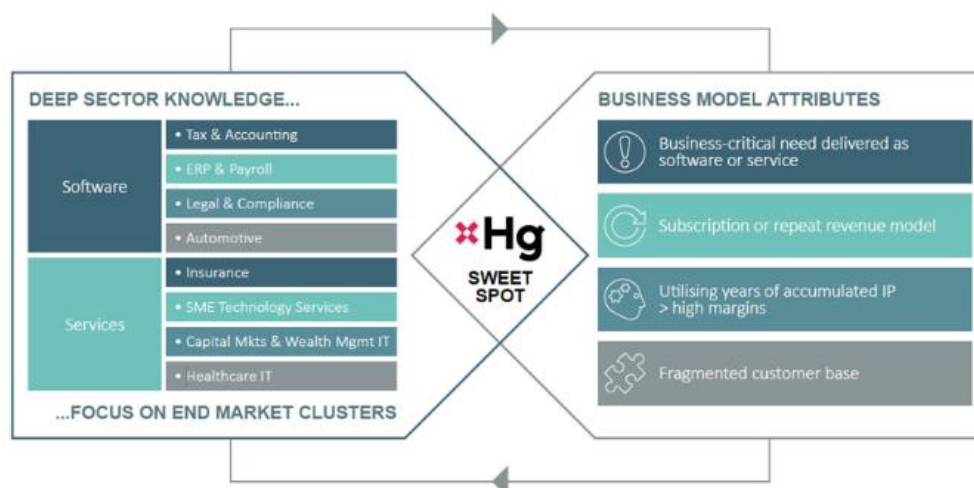 DEEP SECTOR KNOWLEDGE...
Software
• Tax & Accounting
• ERP & Payroll
• Legal & Compliance
• Automotive
Services
• Insurance
• SME Technology Services
• Capital Mkts & Wealth Mgmt IT
• Healthcare IT
...FOCUS ON END MARKET CLUSTERS
Hg
SWEET
SPOT
BUSINESS MODEL ATTRIBUTES
Business-critical need delivered as
software or service
Subscription or repeat revenue model
Utilising years of accumulated IP
> high margins
Fragmented customer base